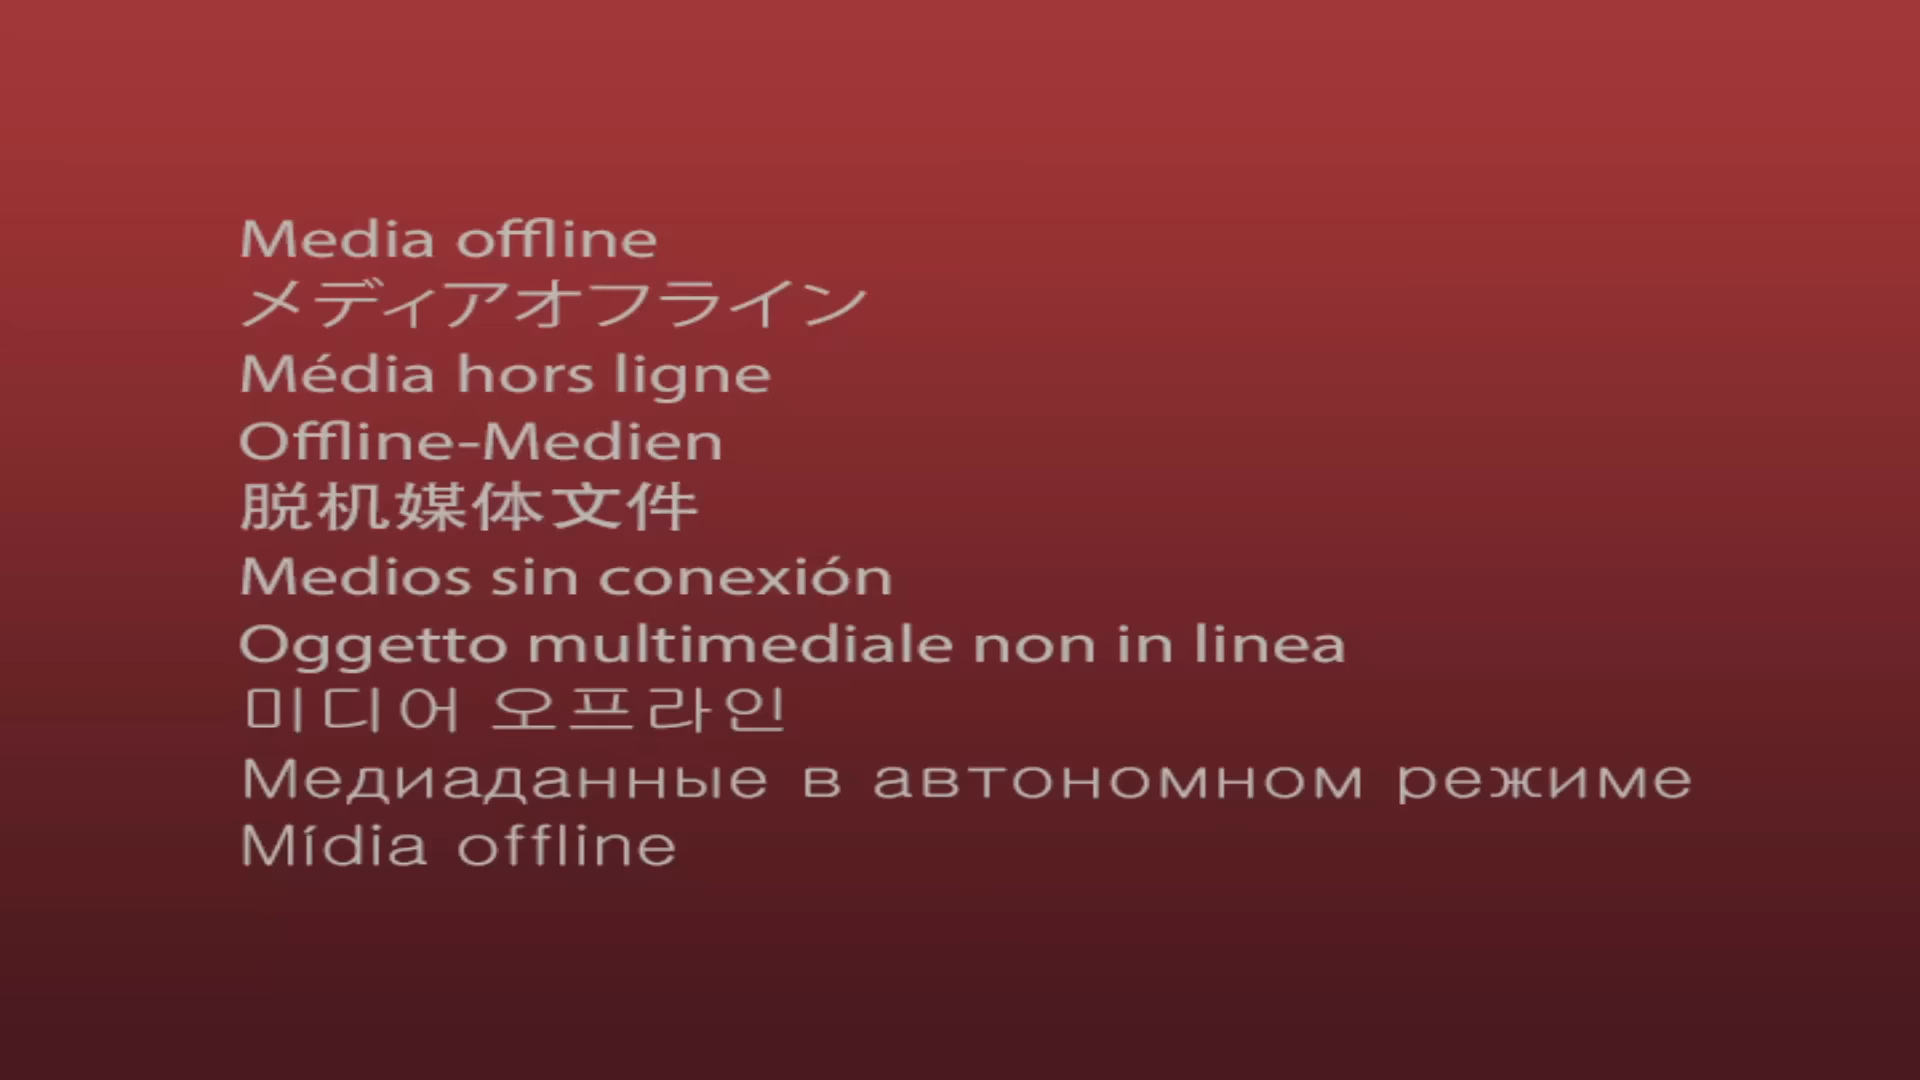 Media offline
メディアオフライン
Média hors ligne
Offline-Medien
脱机媒体文件
Medios sin conexión
Oggetto multimediale non in linea
미디어 오프라인
Медиаданные в автономном режиме
Mídia offline